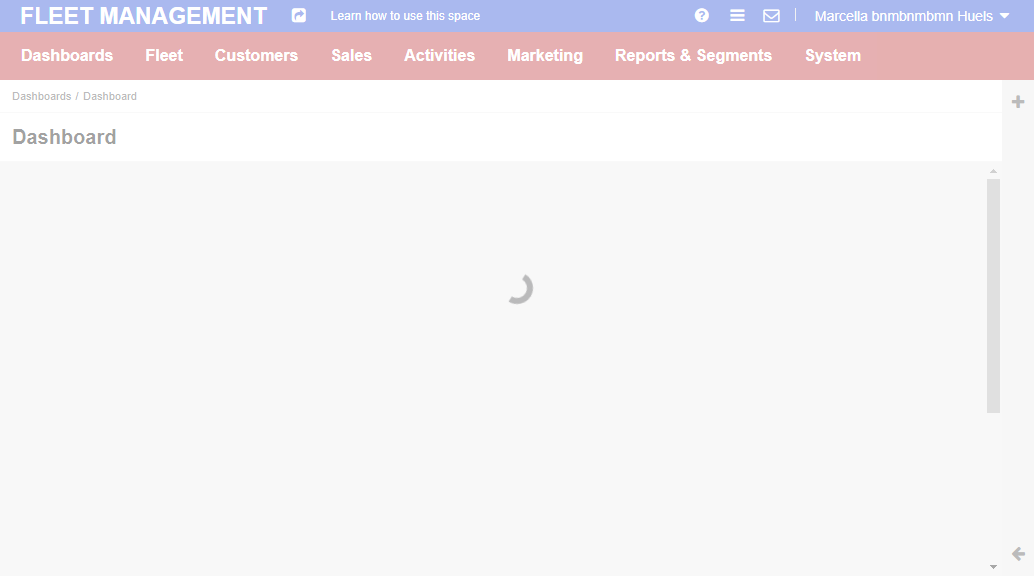 FLEET MANAGEMENT Learn how to use this space Marcella bnmbnmbmn Huels
Dashboards Fleet Customers Sales Activities Marketing Reports & Segments System
Dashboards / Dashboard
Dashboard